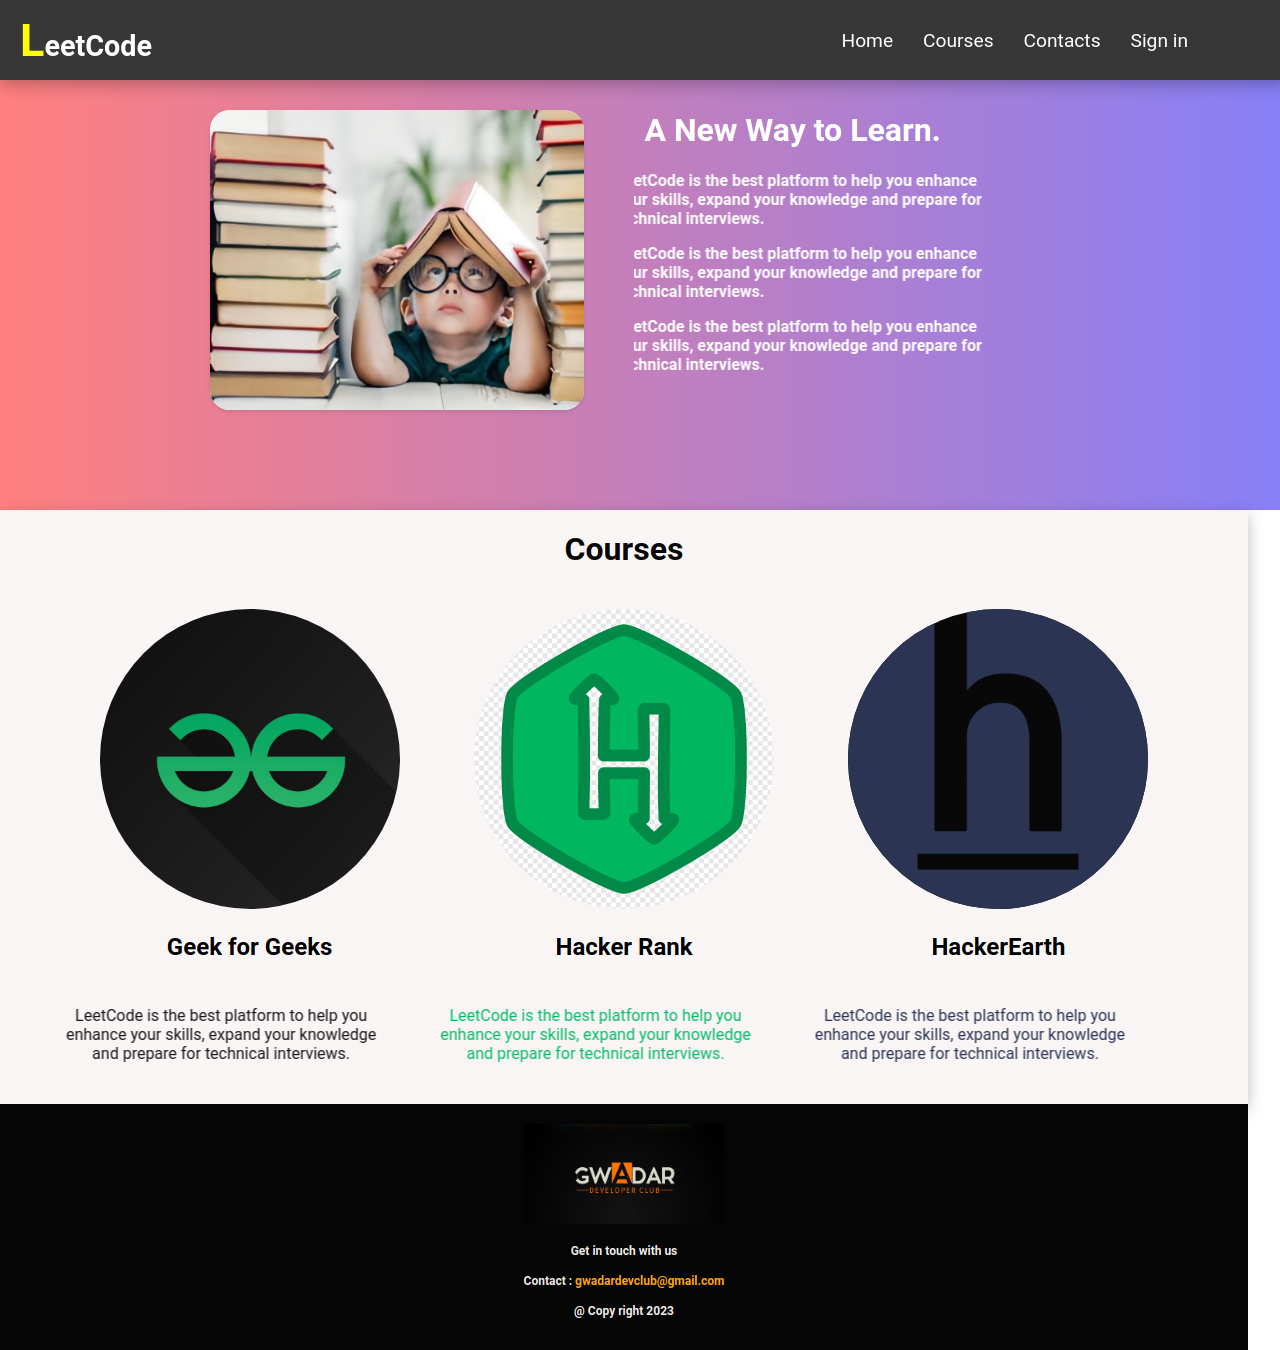 LeetCode
Home Courses Contacts Sign in
A New Way to Learn.
etCode is the best platform to help you enhance
ur skills, expand your knowledge and prepare for
chnical interviews.
etCode is the best platform to help you enhance
ur skills, expand your knowledge and prepare for
chnical interviews.
etCode is the best platform to help you enhance
ur skills, expand your knowledge and prepare for
chnical interviews.
Courses
H
h
Geek for Geeks
Hacker Rank
HackerEarth
LeetCode is the best platform to help you
enhance your skills, expand your knowledge
and prepare for technical interviews.
LeetCode is the best platform to help you
enhance your skills, expand your knowledge
and prepare for technical interviews.
LeetCode is the best platform to help you
enhance your skills, expand your knowledge
and prepare for technical interviews.
GWADAR
DEVELOPER CLUB
Get in touch with us
Contact : gwadardevclub@gmail.com
@ Copy right 2023